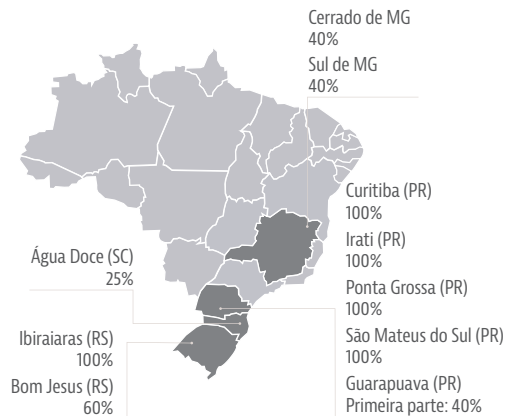 Cerrado de MG
40%
Sul de MG
40%
Curitiba (PR)
100%
Irati (PR)
100%
Ponta Grossa (PR)
100%
São Mateus do Sul (PR)
100%
Guarapuava (PR)
Primeira parte: 40%
Água Doce (SC)
25%
Ibiraiaras (RS)
100%
Bom Jesus (RS)
60%